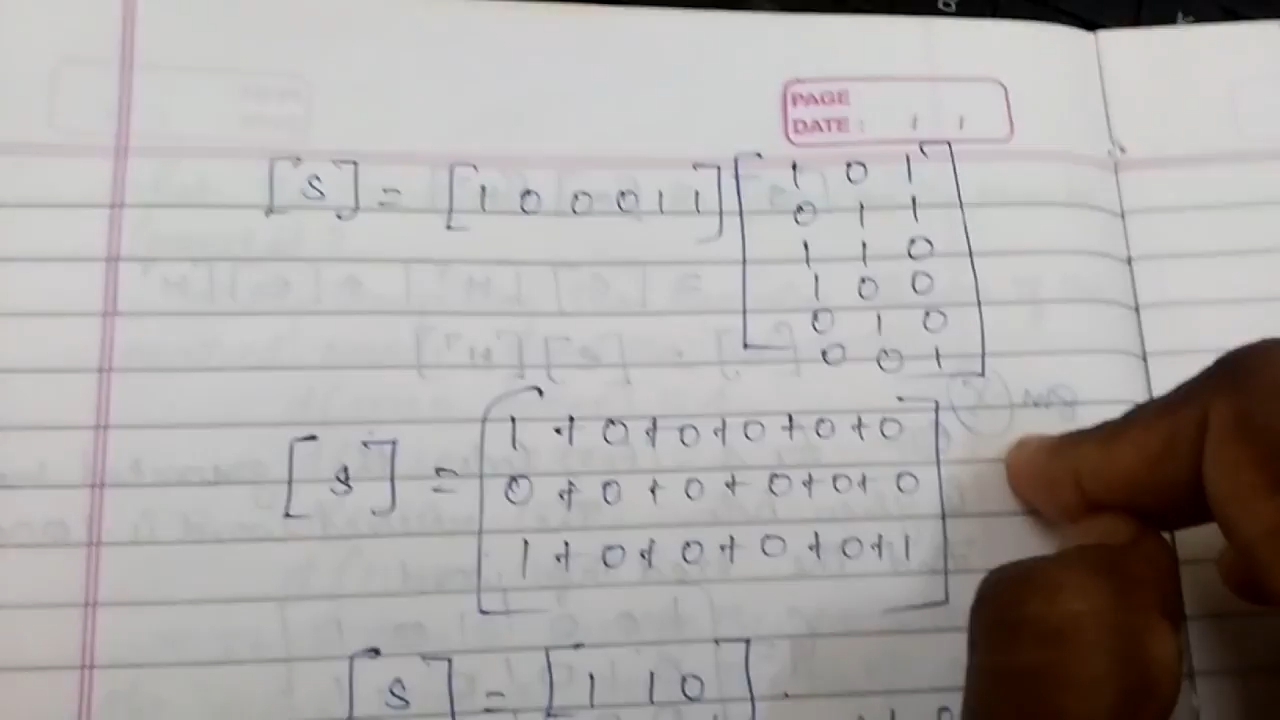 PAGE
DATE: / /
[S] = [1 0 0 0 1 1] [1 0 1
0 1 1
1 1 0
1 0 0
0 1 0
0 0 1]
[s] = [1 + 0 + 0 + 0 + 0 + 0
0 + 0 + 0 + 0 + 0 + 0
1 + 0 + 0 + 0 + 0 + 1]
[S] = [1 1 0].